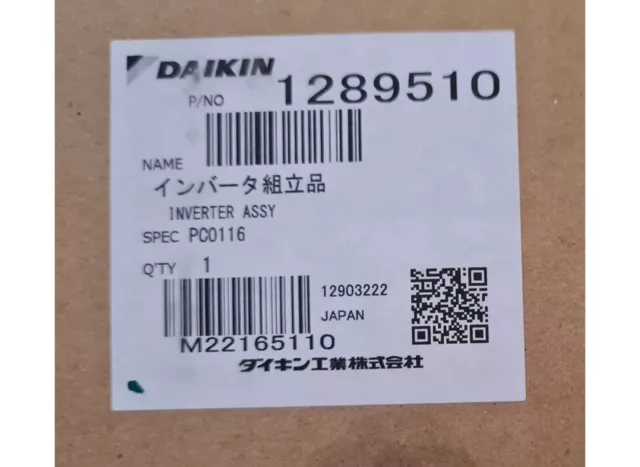 DAIKIN
P/NO 1289510
NAME
インバータ組立品
INVERTER ASSY
SPEC PC0116
Q'TY 1
12903222
JAPAN
M22165110
ダイキン工業株式会社